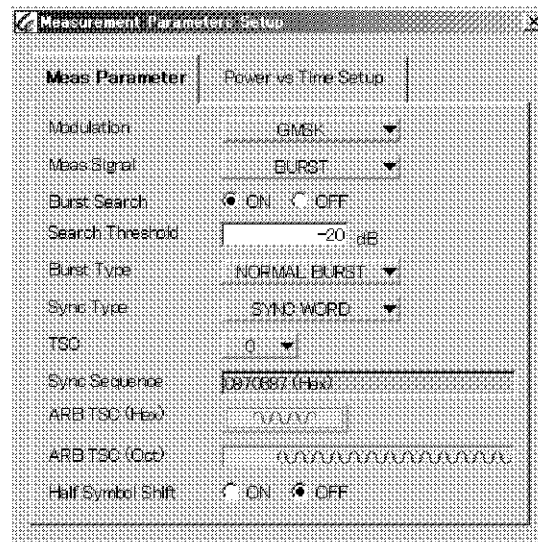 Measurement Parameters Setup
Meas Parameter Power vs Time Setup
Modulation GMSK
Meas Signal BURST
Burst Search ON OFF
Search Threshold -20 dB
Burst Type NORMAL BURST
Sync Type SYNC WORD
TSC 0
Sync Sequence 0970897 (Hex)
ARB TSC (Hex)
ARB TSC (Oct)
Half Symbol Shift ON OFF